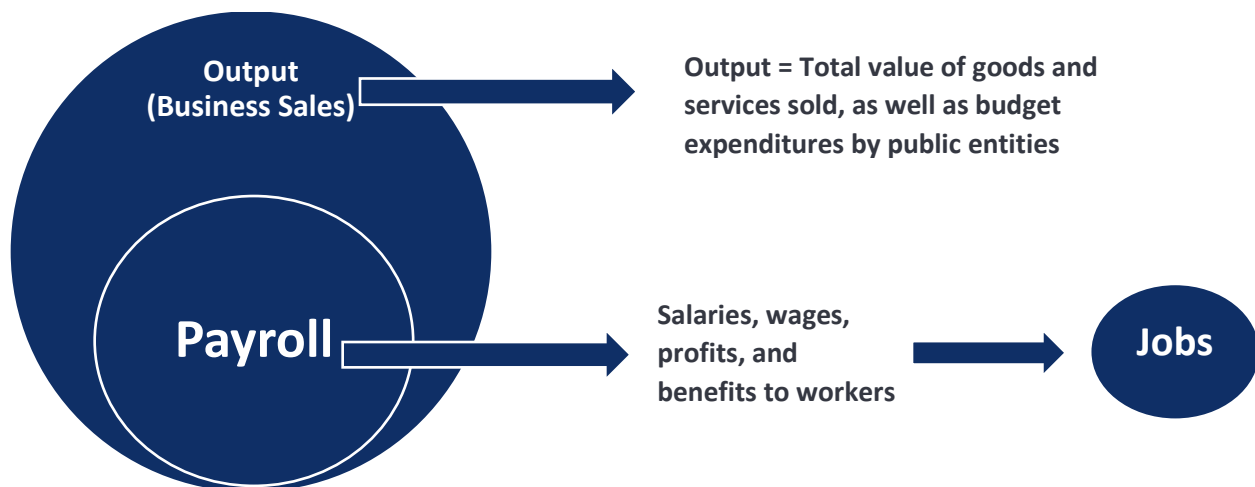 Output
(Business Sales)
Output = Total value of goods and
services sold, as well as budget
expenditures by public entities
Payroll
Salaries, wages,
profits, and
benefits to workers
Jobs